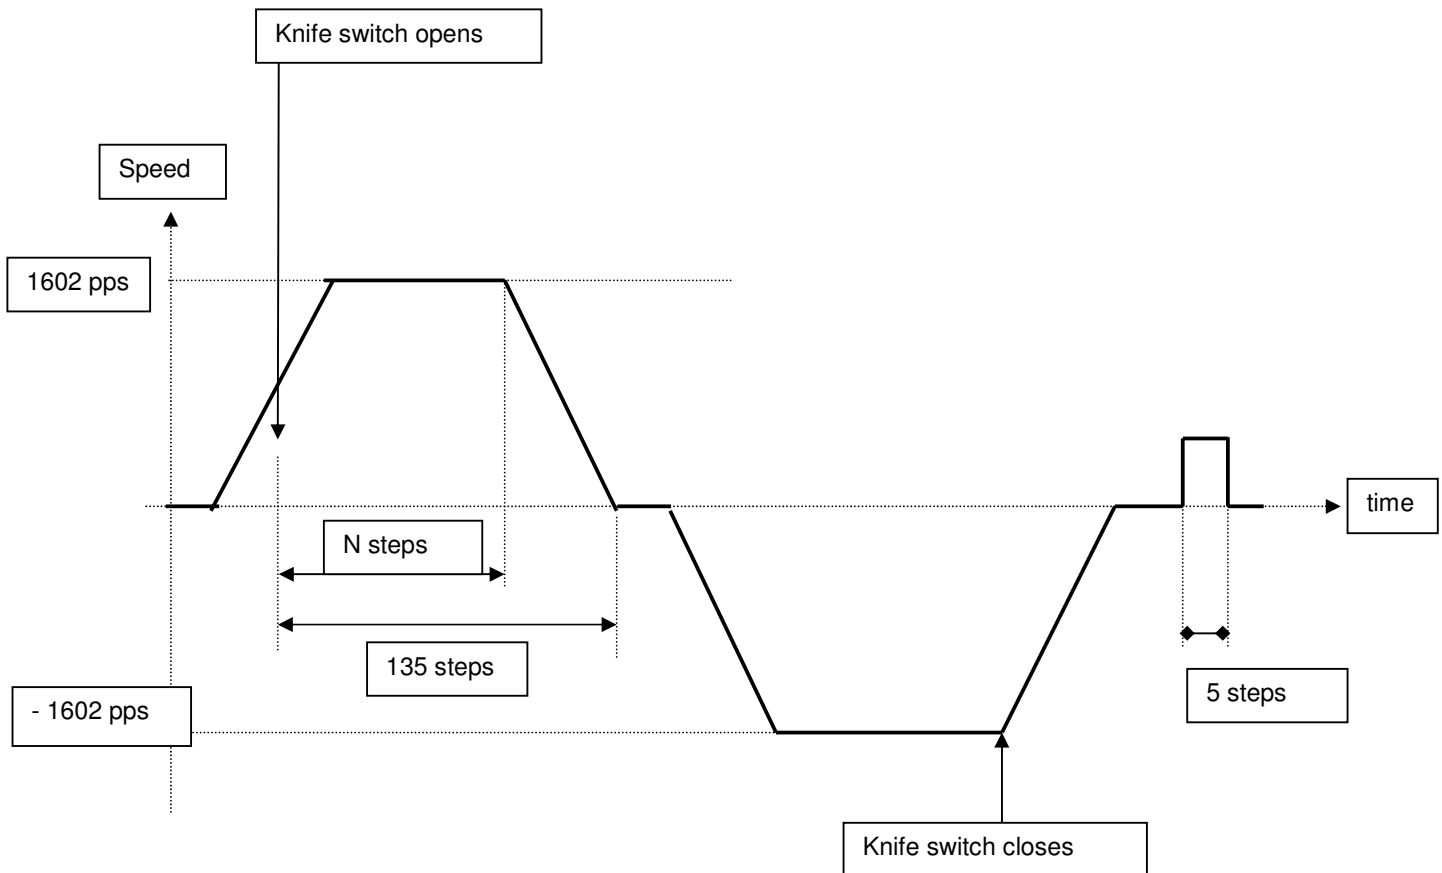 Knife switch opens
Speed
1602 pps
time
N steps
135 steps
5 steps
- 1602 pps
Knife switch closes